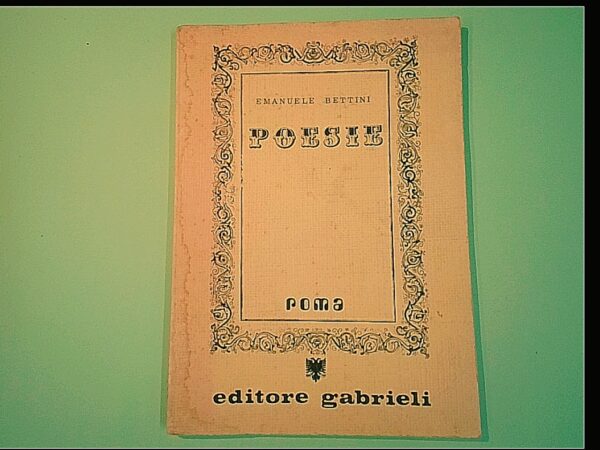 EMANUELE BETTINI
POESIE
roma
editore gabrieli